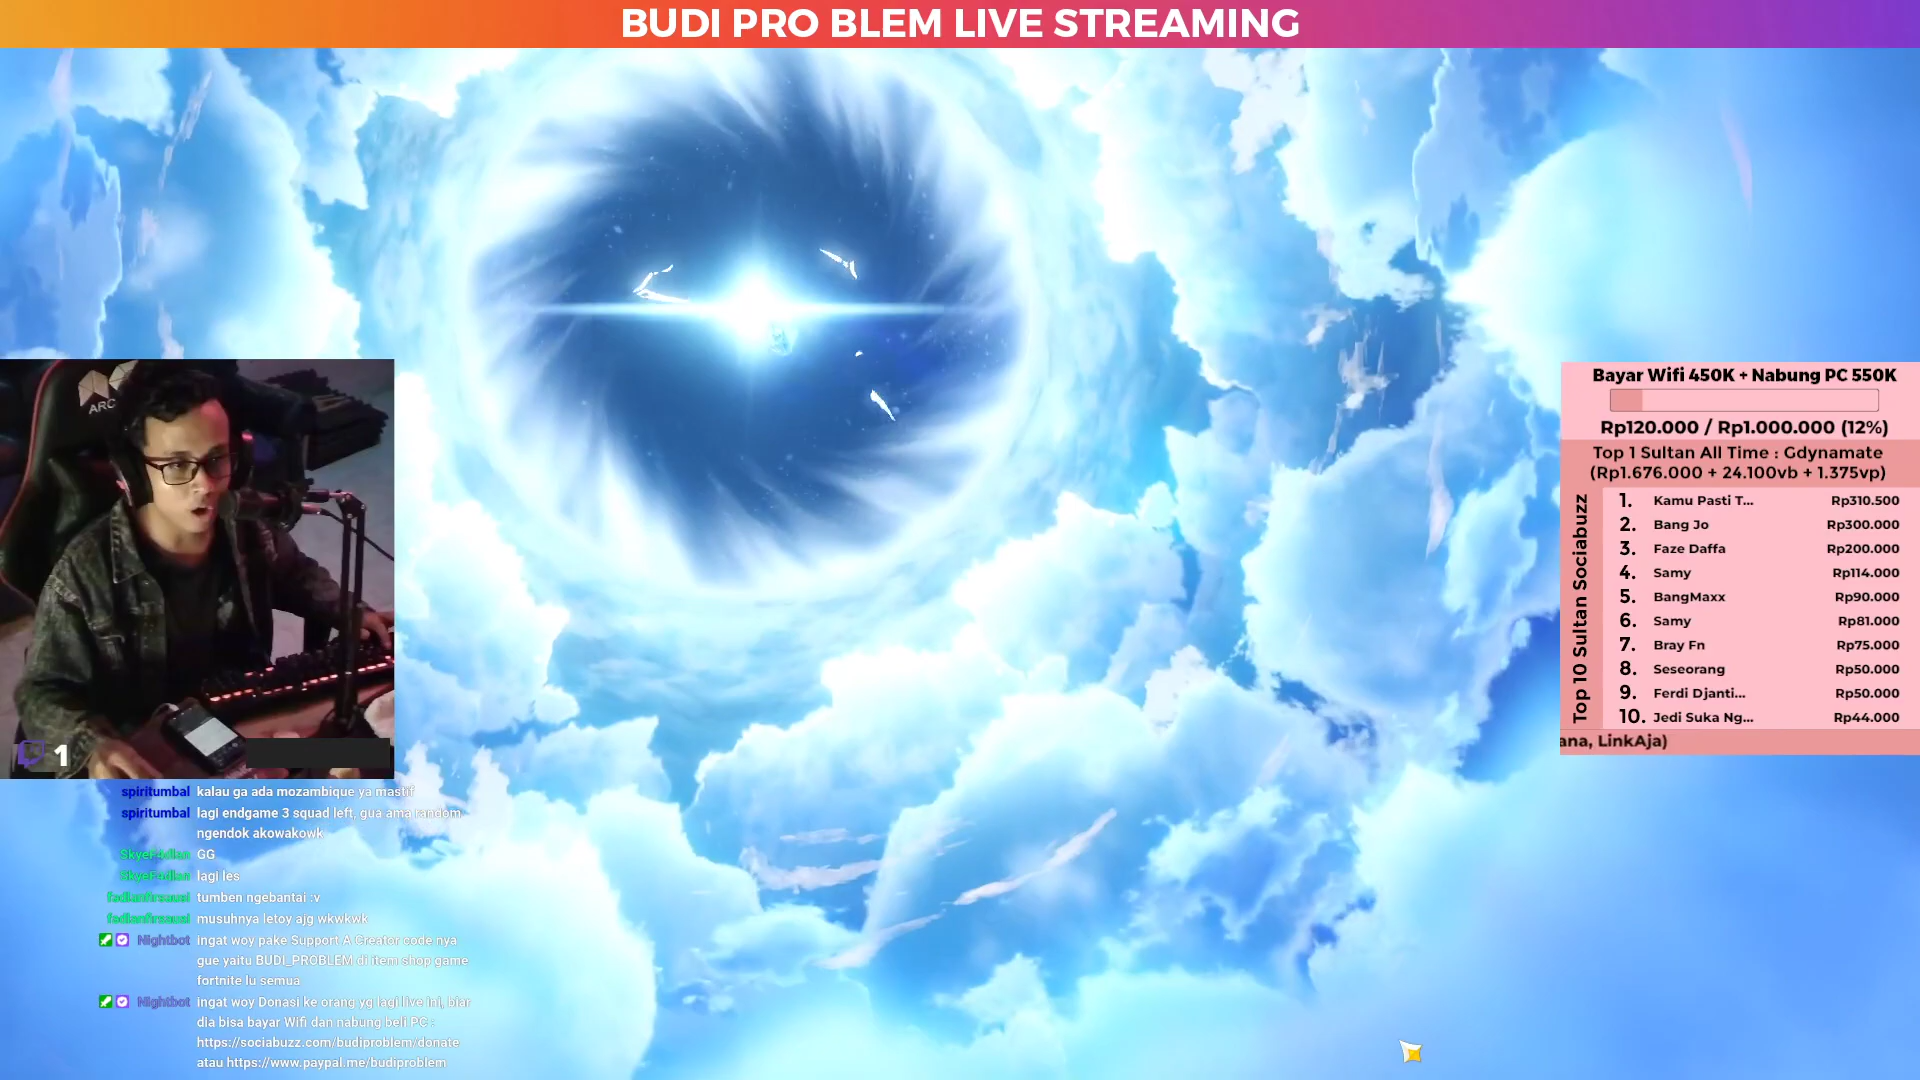 BUDI PRO BLEM LIVE STREAMING
ARC
1
Bayar Wifi 450K + Nabung PC 550K
Rp120.000 / Rp1.000.000 (12%)
Top 1 Sultan All Time : Gdynamate
(Rp1.676.000 + 24.100vb + 1.375vp)
Top 10 Sultan Sociabuzz
1. Kamu Pasti T... Rp310.500
2. Bang Jo Rp300.000
3. Faze Daffa Rp200.000
4. Samy Rp114.000
5. BangMaxx Rp90.000
6. Samy Rp81.000
7. Bray Fn Rp75.000
8. Seseorang Rp50.000
9. Ferdi Djanti... Rp50.000
10. Jedi Suka Ng... Rp44.000
ana, LinkAja)
spiritumbal kalau ga ada mozambique ya mastif
spiritumbal lagi endgame 3 squad left, gua ama random
ngendok akowakowk
SkyeF4dlan GG
SkyeF4dlan lagi les
fadlanfirsausi tumben ngebantai :v
fadlanfirsausi musuhnya letoy ajg wkwkwk
Nightbot ingat woy pake Support A Creator code nya
gue yaitu BUDI_PROBLEM di item shop game
fortnite lu semua
Nightbot ingat woy Donasi ke orang yg lagi live ini, biar
dia bisa bayar Wifi dan nabung beli PC :
https://sociabuzz.com/budiproblem/donate
atau https://www.paypal.me/budiproblem